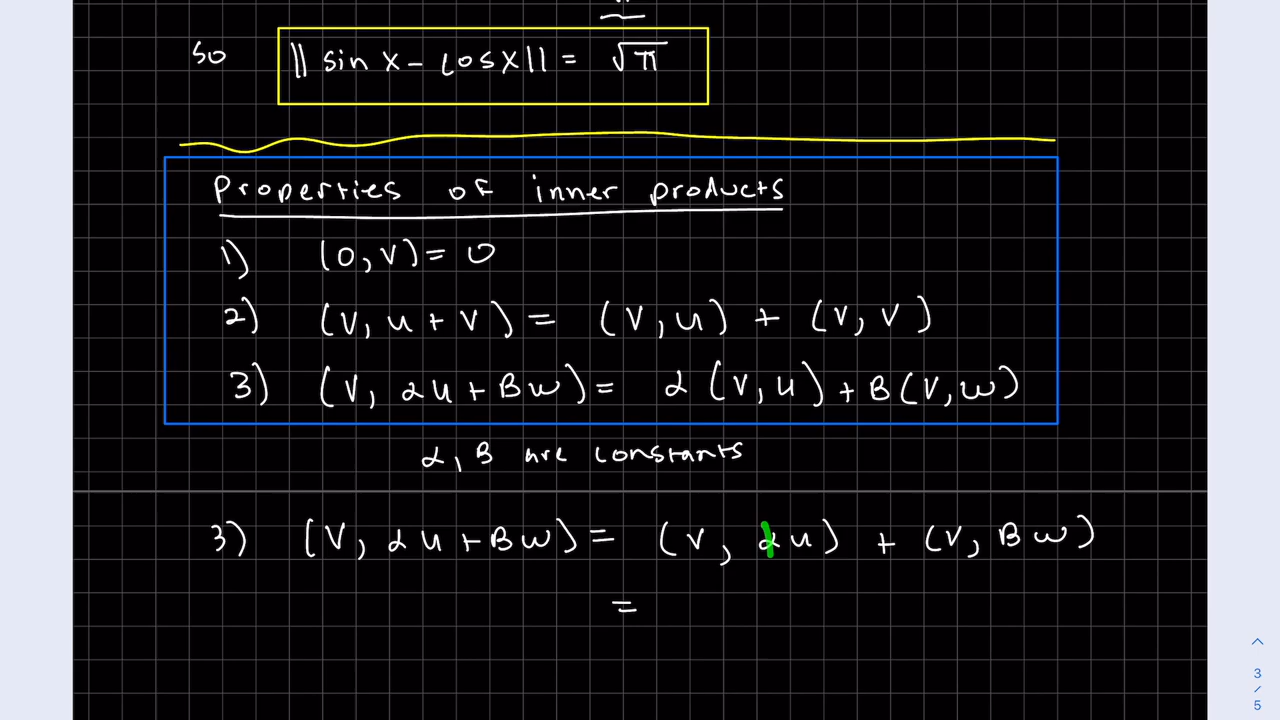 so || sin x - cos x || = √π
Properties of inner products
1) (0, v) = 0
2) (v, u + v) = (v, u) + (v, v)
3) (v, αu + Bw) = α (v, u) + B (v, w)
α, B are constants
3) (v, αu + Bw) = (v, αu) + (v, Bw)
=
3
/
5